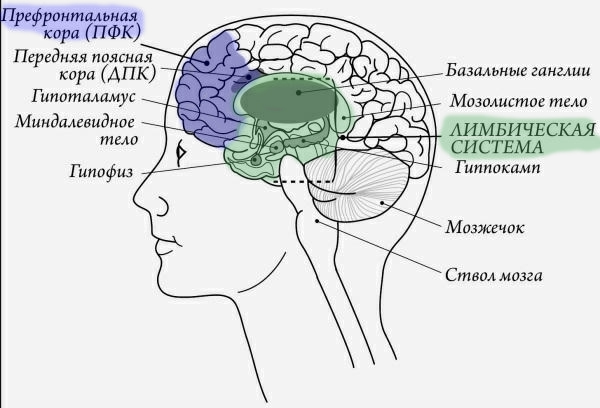 Префронтальная
кора (ПФК)
Передняя поясная
кора (ДПК)
Гипоталамус
Миндалевидное
тело
Гипофиз
Базальные ганглии
Мозолистое тело
ЛИМБИЧЕСКАЯ
СИСТЕМА
Гиппокамп
Мозжечок
Ствол мозга